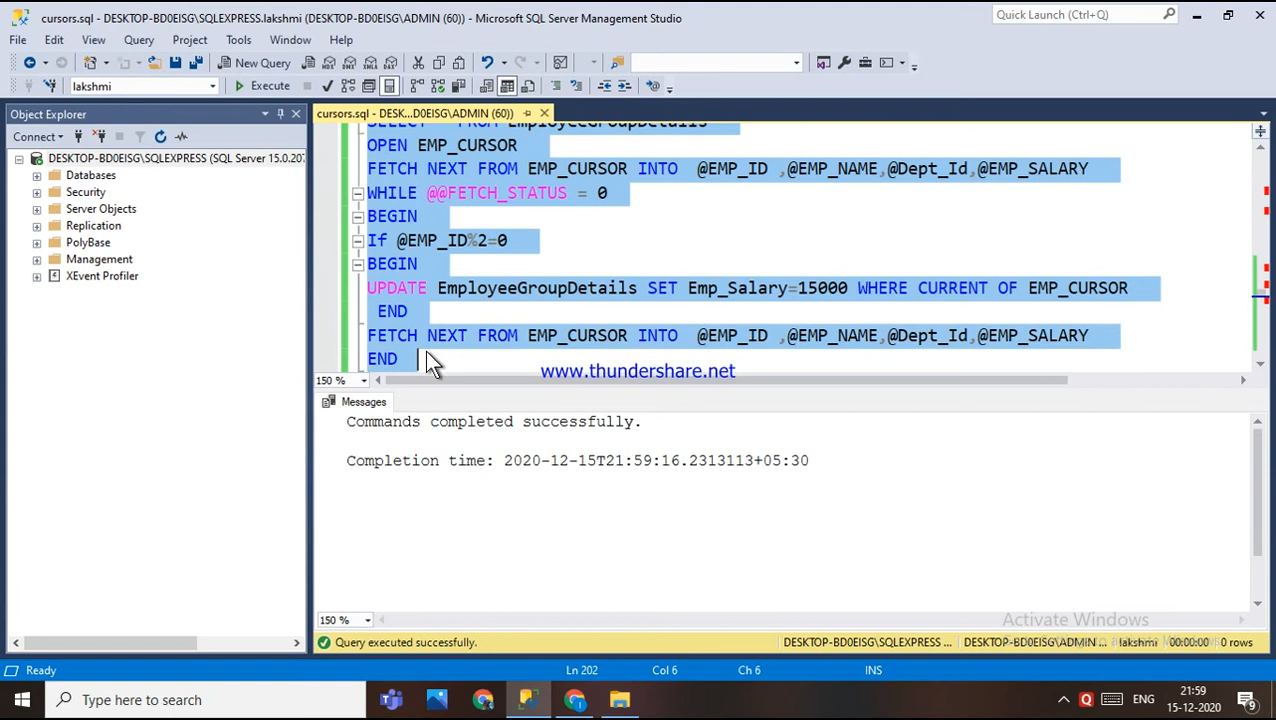 cursors.sql - DESKTOP-BD0EISG\SQLEXPRESS.lakshmi (DESKTOP-BD0EISG\ADMIN (60)) - Microsoft SQL Server Management Studio
Quick Launch (Ctrl+Q)
File Edit View Query Project Tools Window Help
New Query
lakshmi Execute
Object Explorer
cursors.sql - DESK...D0EISG\ADMIN (60))
Connect
DESKTOP-BD0EISG\SQLEXPRESS (SQL Server 15.0.207
Databases
Security
Server Objects
Replication
PolyBase
Management
XEvent Profiler
SELECT * FROM EmployeeGroupDetails
OPEN EMP_CURSOR
FETCH NEXT FROM EMP_CURSOR INTO @EMP_ID ,@EMP_NAME,@Dept_Id,@EMP_SALARY
WHILE @@FETCH_STATUS = 0
BEGIN
If @EMP_ID%2=0
BEGIN
UPDATE EmployeeGroupDetails SET Emp_Salary=15000 WHERE CURRENT OF EMP_CURSOR
END
FETCH NEXT FROM EMP_CURSOR INTO @EMP_ID ,@EMP_NAME,@Dept_Id,@EMP_SALARY
END
www.thundershare.net
150 %
Messages
Commands completed successfully.
Completion time: 2020-12-15T21:59:16.2313113+05:30
150 %
Activate Windows
Query executed successfully.
DESKTOP-BD0EISG\SQLEXPRESS ... DESKTOP-BD0EISG\ADMIN ... lakshmi 00:00:00 0 rows
Ready
Ln 202 Col 6 Ch 6 INS
Type here to search
ENG
21:59
15-12-2020
9